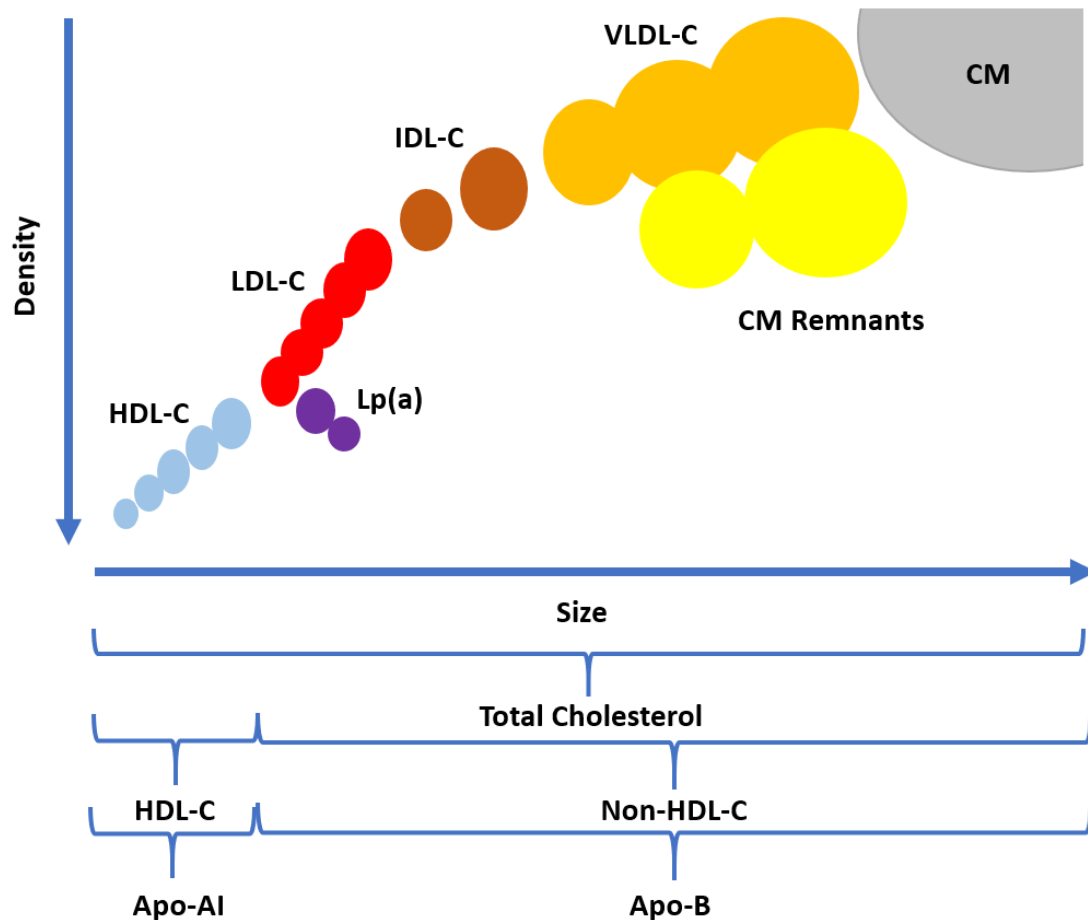 VLDL-C
CM
IDL-C
Density
LDL-C
CM Remnants
Lp(a)
HDL-C
Size
Total Cholesterol
HDL-C
Non-HDL-C
Apo-AI
Apo-B